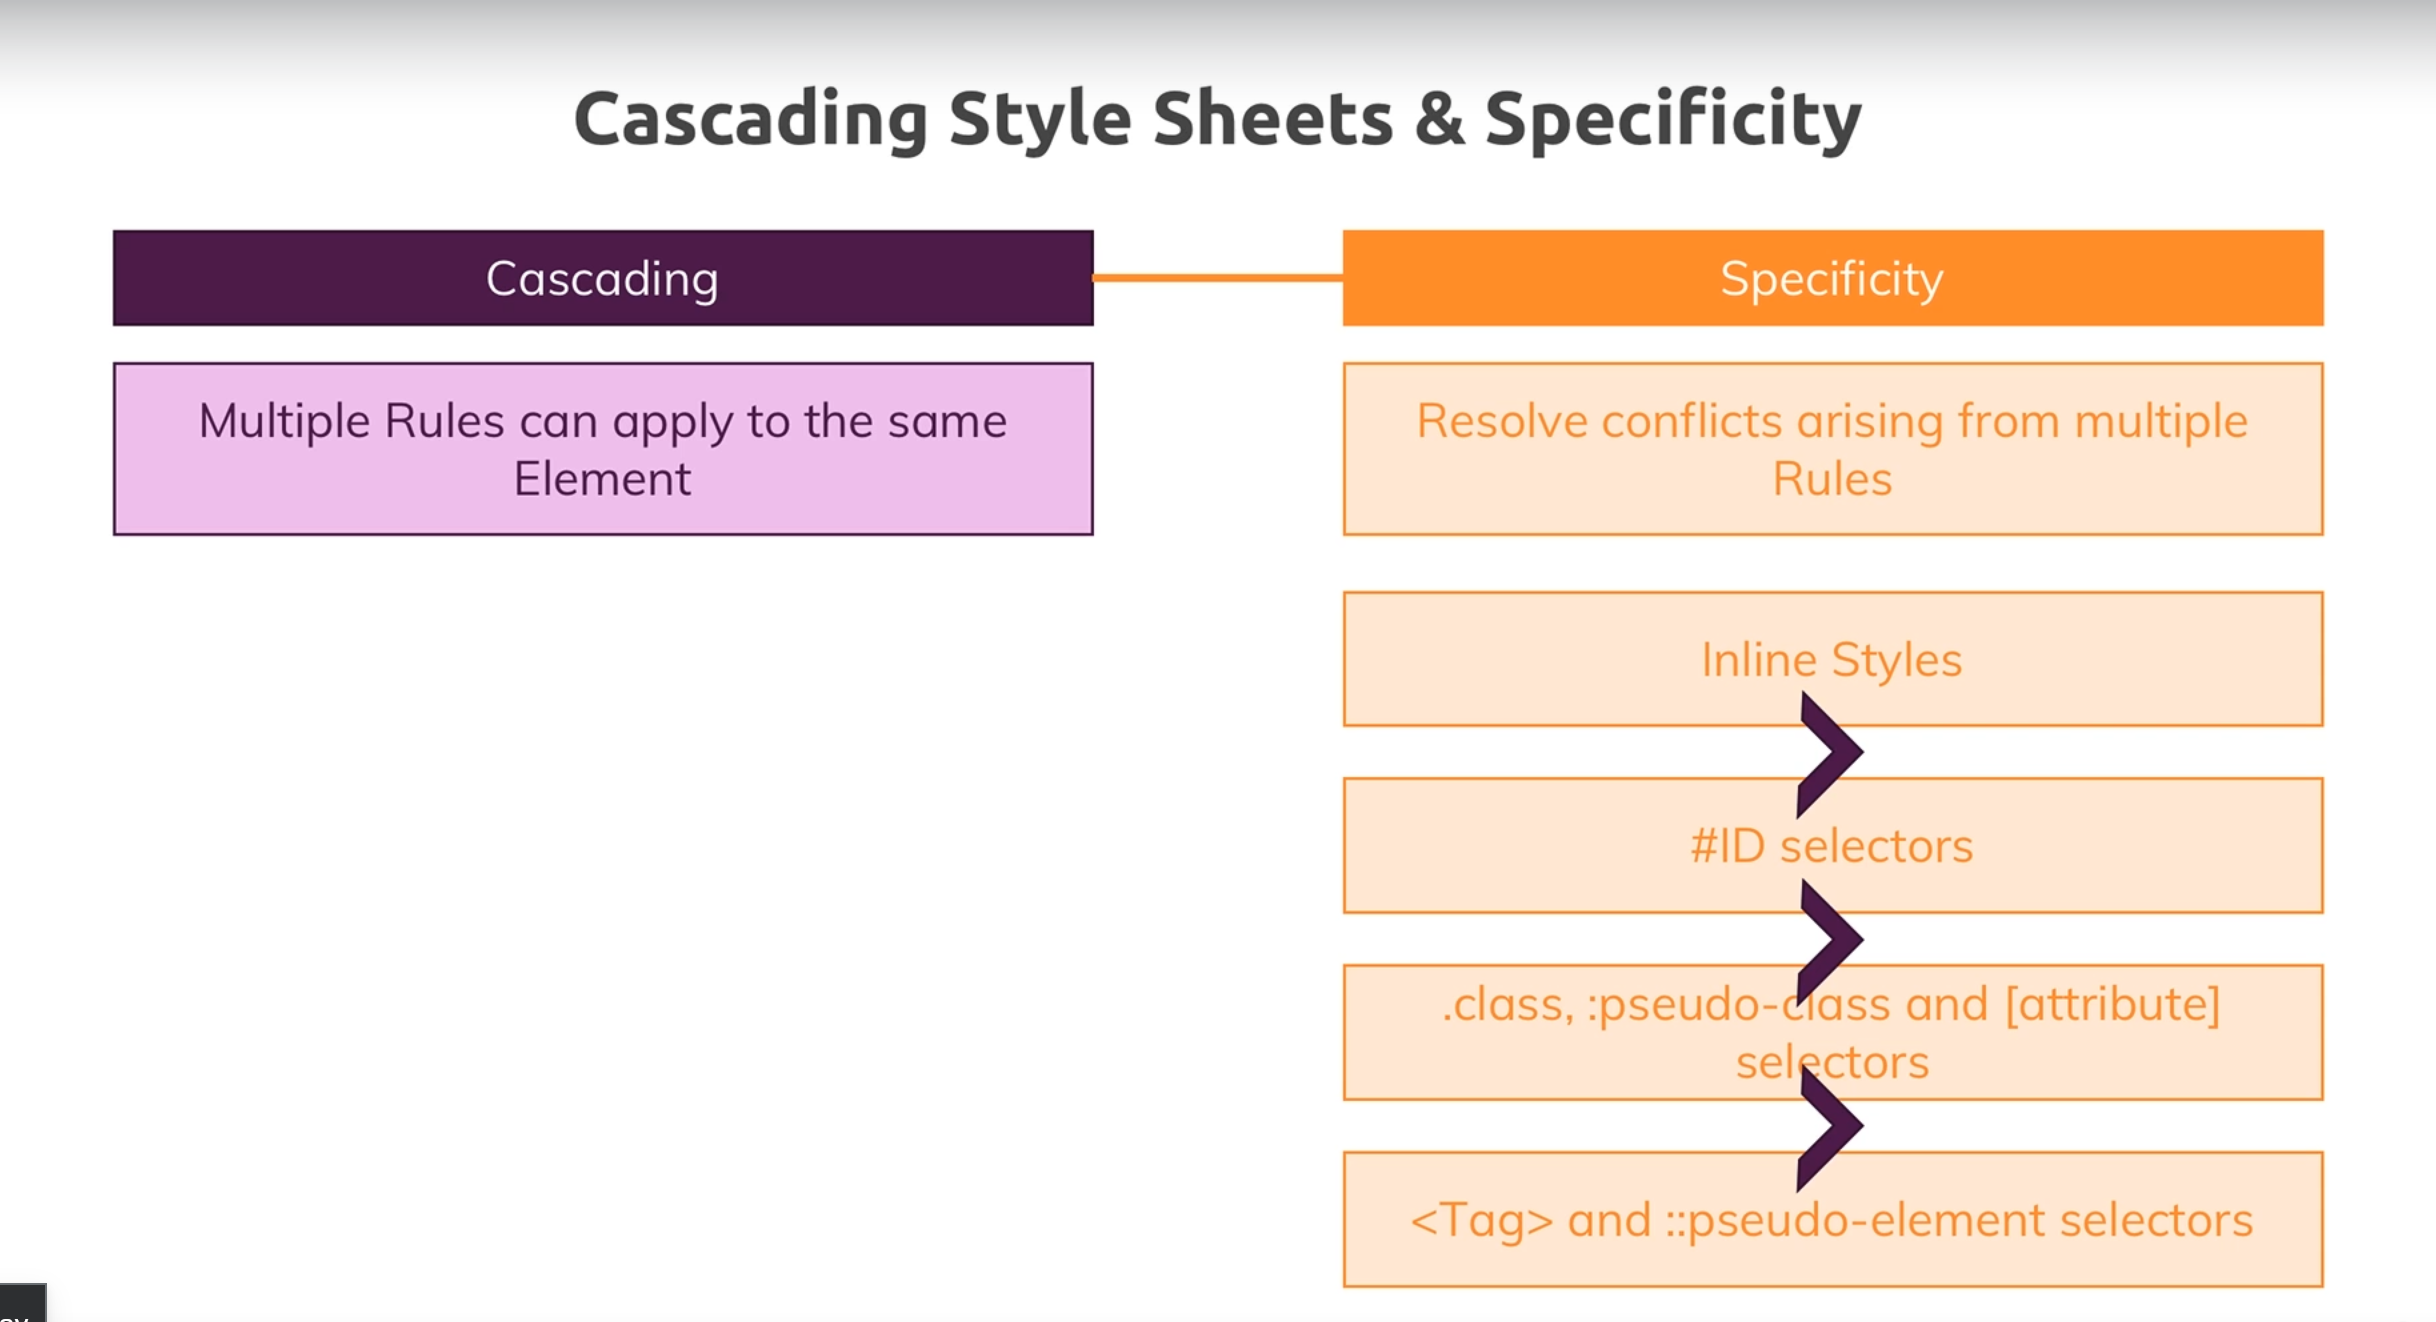 Cascading Style Sheets & Specificity
Cascading
Specificity
Multiple Rules can apply to the same
Element
Resolve conflicts arising from multiple
Rules
Inline Styles
#ID selectors
.class, :pseudo-class and [attribute]
selectors
<Tag> and ::pseudo-element selectors